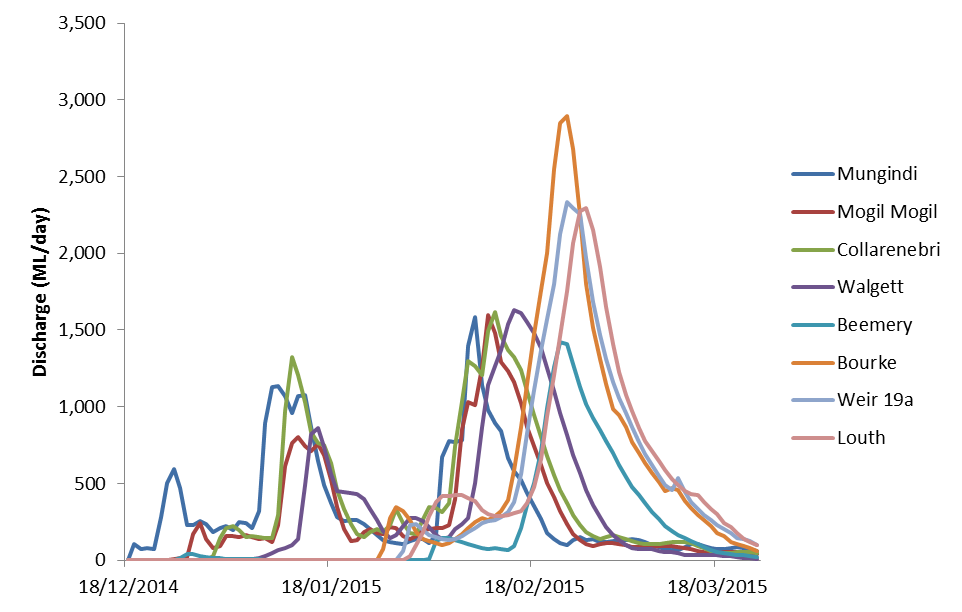 3,500
3,000
2,500
2,000
1,500
1,000
500
0
Discharge (ML/day)
18/12/2014 18/01/2015 18/02/2015 18/03/2015
Mungindi
Mogil Mogil
Collarenebri
Walgett
Beemery
Bourke
Weir 19a
Louth